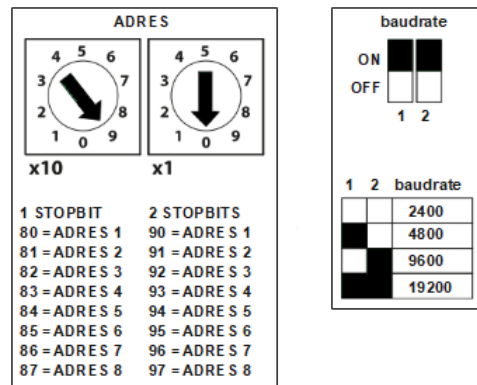 ADRES
4 5 6
3 7
2 8
1 0 9
x10
4 5 6
3 7
2 8
1 0 9
x1
1 STOPBIT 2 STOPBITS
80 = ADRES 1 90 = ADRES 1
81 = ADRES 2 91 = ADRES 2
82 = ADRES 3 92 = ADRES 3
83 = ADRES 4 93 = ADRES 4
84 = ADRES 5 94 = ADRES 5
85 = ADRES 6 95 = ADRES 6
86 = ADRES 7 96 = ADRES 7
87 = ADRES 8 97 = ADRES 8
baudrate
ON
OFF
1 2
1 2 baudrate
2400
4800
9600
19200